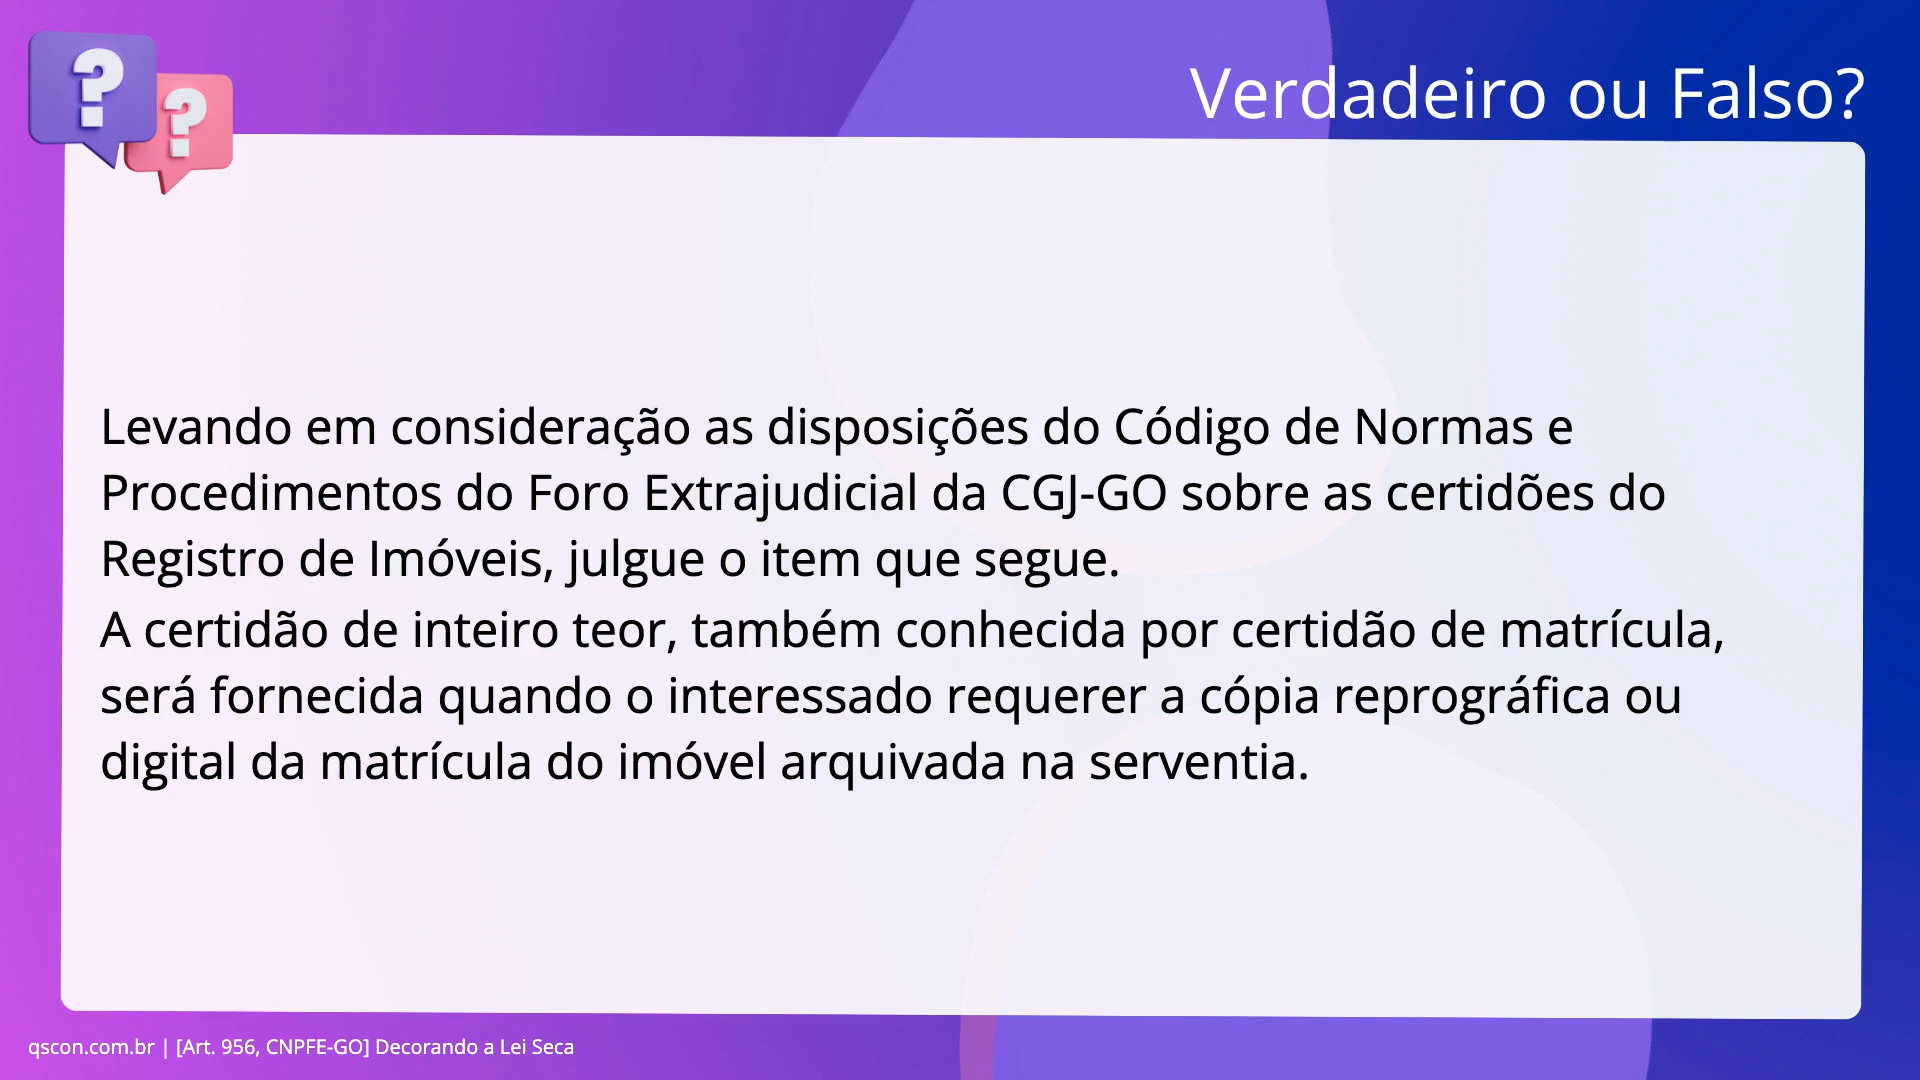 Verdadeiro ou Falso?
Levando em consideração as disposições do Código de Normas e
Procedimentos do Foro Extrajudicial da CGJ-GO sobre as certidões do
Registro de Imóveis, julgue o item que segue.
A certidão de inteiro teor, também conhecida por certidão de matrícula,
será fornecida quando o interessado requerer a cópia reprográfica ou
digital da matrícula do imóvel arquivada na serventia.
qscon.com.br | [Art. 956, CNPFE-GO] Decorando a Lei Seca